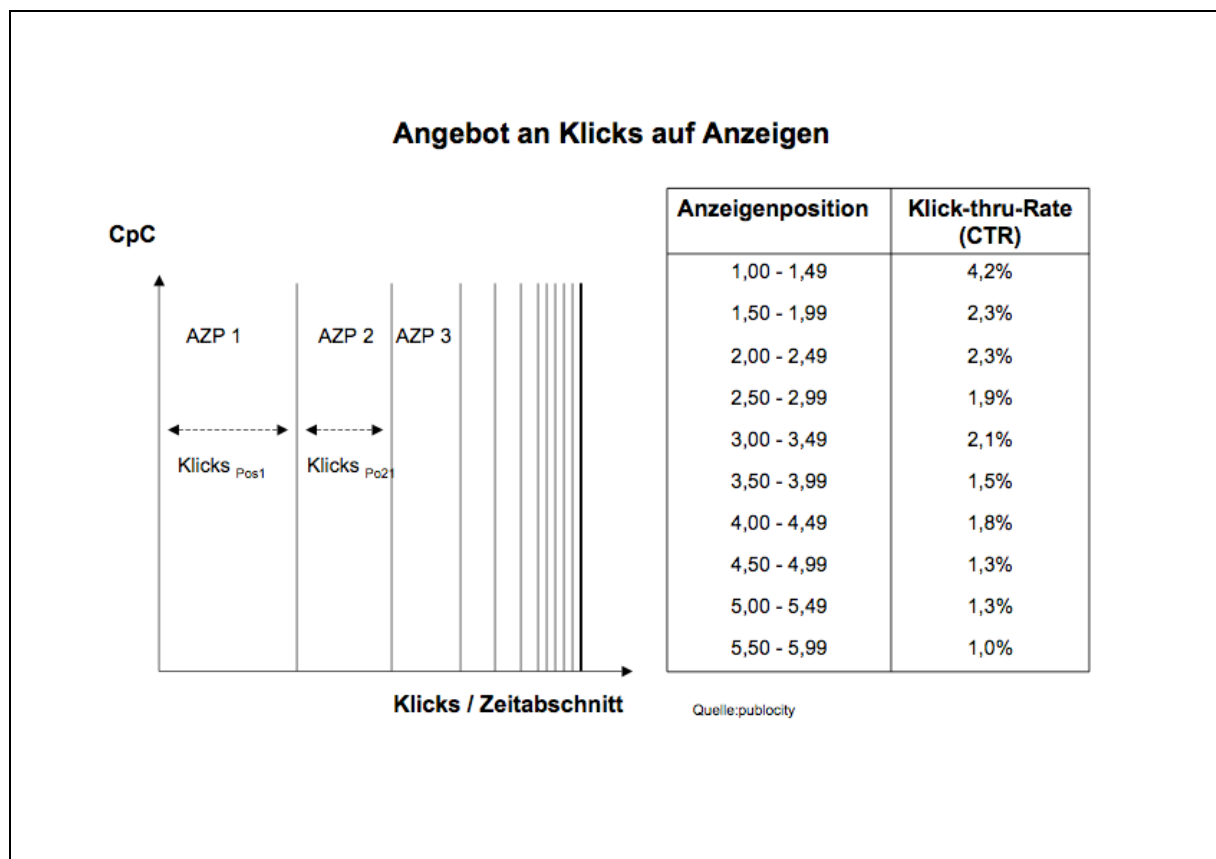 Angebot an Klicks auf Anzeigen
CpC
AZP 1
AZP 2
AZP 3
Klicks Pos1
Klicks Po21
Klicks / Zeitabschnitt
Anzeigenposition Klick-thru-Rate
(CTR)
1,00 - 1,49 4,2%
1,50 - 1,99 2,3%
2,00 - 2,49 2,3%
2,50 - 2,99 1,9%
3,00 - 3,49 2,1%
3,50 - 3,99 1,5%
4,00 - 4,49 1,8%
4,50 - 4,99 1,3%
5,00 - 5,49 1,3%
5,50 - 5,99 1,0%
Quelle:publocity